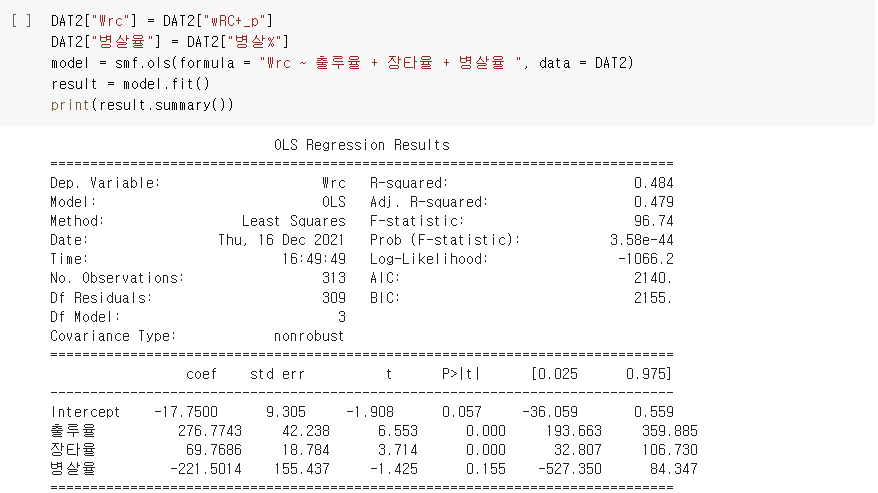 [ ] DAT2["Wrc"] = DAT2["wRC+_p"]
DAT2["병살율"] = DAT2["병살%"]
model = smf.ols(formula = "Wrc ~ 출루율 + 장타율 + 병살율 ", data = DAT2)
result = model.fit()
print(result.summary())
OLS Regression Results
==============================================================================
Dep. Variable: Wrc R-squared: 0.484
Model: OLS Adj. R-squared: 0.479
Method: Least Squares F-statistic: 96.74
Date: Thu, 16 Dec 2021 Prob (F-statistic): 3.58e-44
Time: 16:49:49 Log-Likelihood: -1066.2
No. Observations: 313 AIC: 2140.
Df Residuals: 309 BIC: 2155.
Df Model: 3
Covariance Type: nonrobust
==============================================================================
coef std err t P>|t| [0.025 0.975]
------------------------------------------------------------------------------
Intercept -17.7500 9.305 -1.908 0.057 -36.059 0.559
출루율 276.7743 42.238 6.553 0.000 193.663 359.885
장타율 69.7686 18.784 3.714 0.000 32.807 106.730
병살율 -221.5014 155.437 -1.425 0.155 -527.350 84.347
==============================================================================